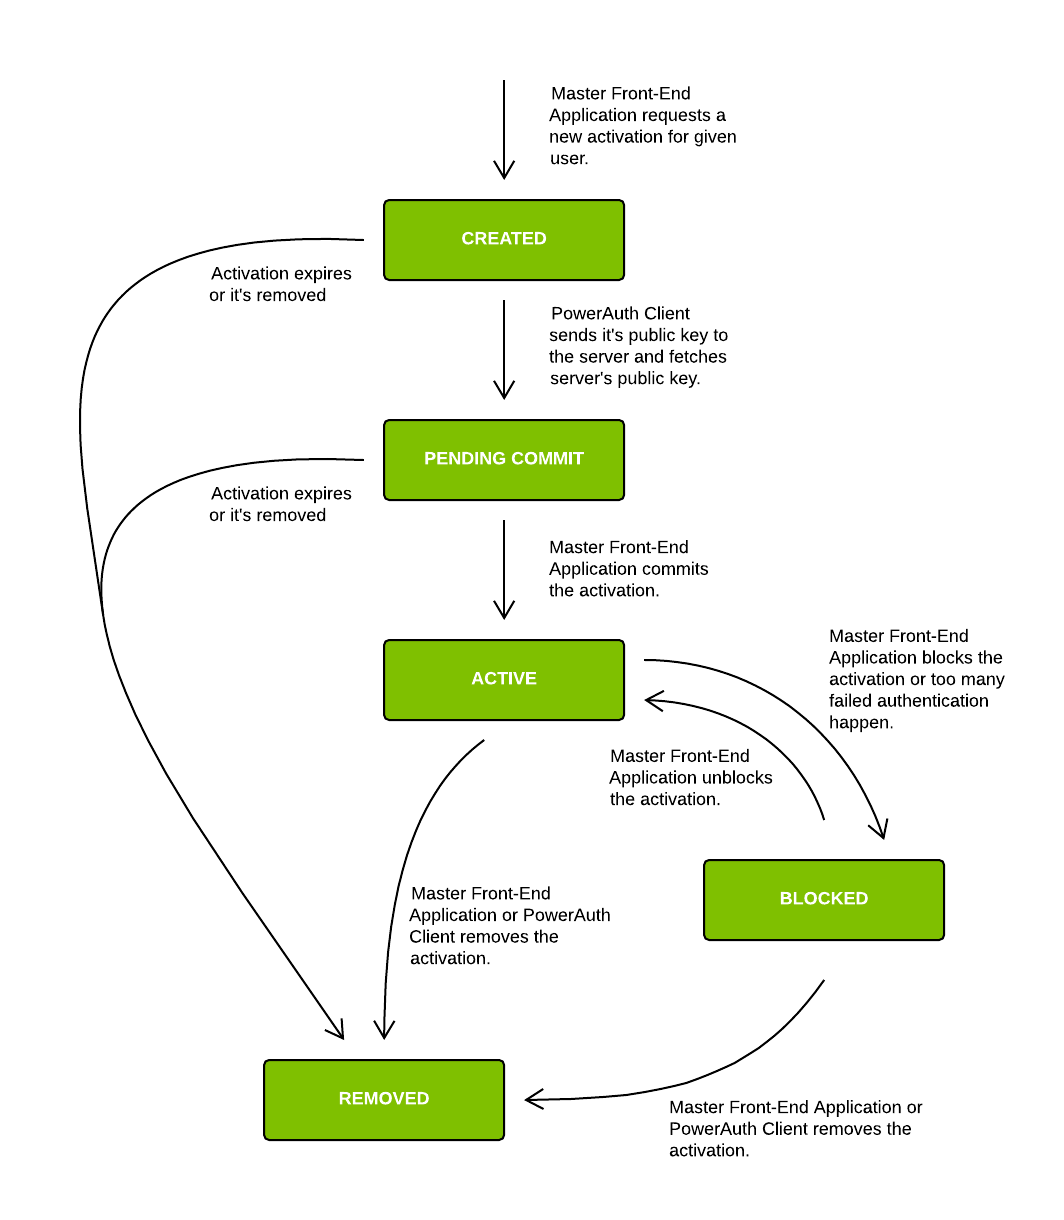 Master Front-End
Application requests a
new activation for given
user.
CREATED
Activation expires
or it's removed
PowerAuth Client
sends it's public key to
the server and fetches
server's public key.
PENDING COMMIT
Activation expires
or it's removed
Master Front-End
Application commits
the activation.
ACTIVE
Master Front-End
Application blocks the
activation or too many
failed authentication
happen.
Master Front-End
Application unblocks
the activation.
BLOCKED
Master Front-End
Application or PowerAuth
Client removes the
activation.
REMOVED
Master Front-End Application or
PowerAuth Client removes the
activation.